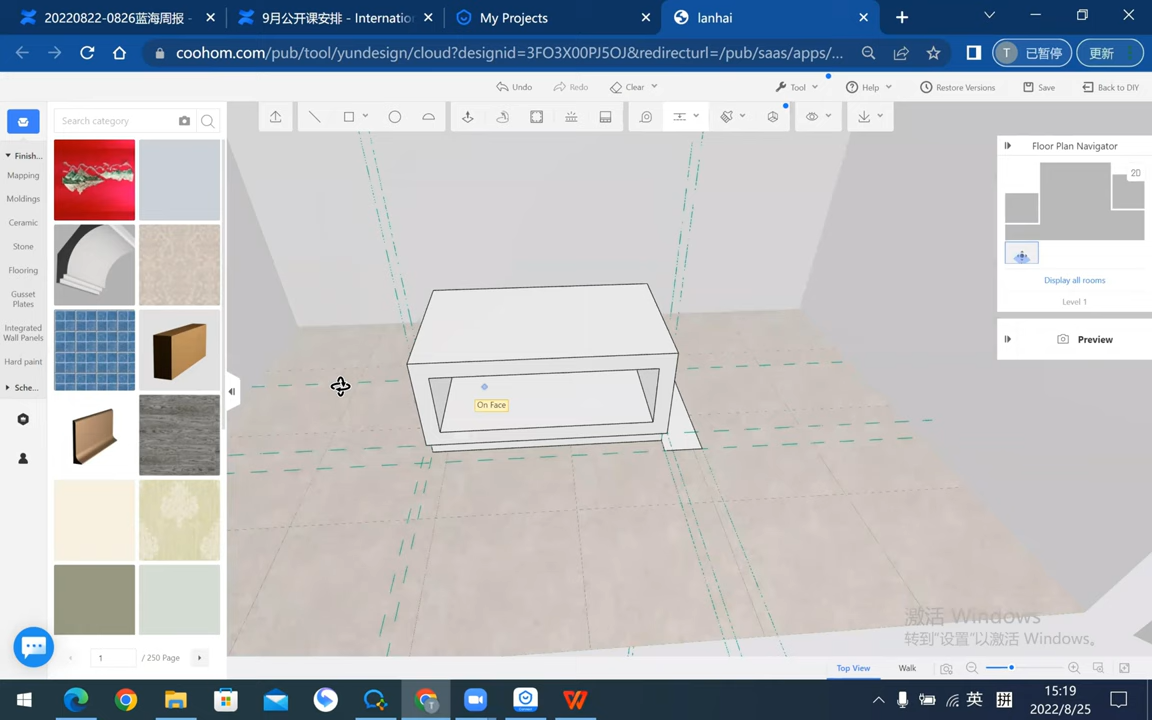 20220822-0826蓝海周报 -
9月公开课安排 - Internatio
My Projects
lanhai
coohom.com/pub/tool/yundesign/cloud?designid=3FO3X00PJ5OJ&redirecturl=/pub/saas/apps/...
T 已暂停
更新
Undo
Redo
Clear
Tool
Help
Restore Versions
Save
Back to DIY
Search category
Finish...
Mapping
Moldings
Ceramic
Stone
Flooring
Gusset
Plates
Integrated
Wall Panels
Hard paint
Sche...
Floor Plan Navigator
2D
Display all rooms
Level 1
Preview
On Face
激活 Windows
转到"设置"以激活 Windows。
1 / 250 Page
Top View
Walk
英
拼
15:19
2022/8/25